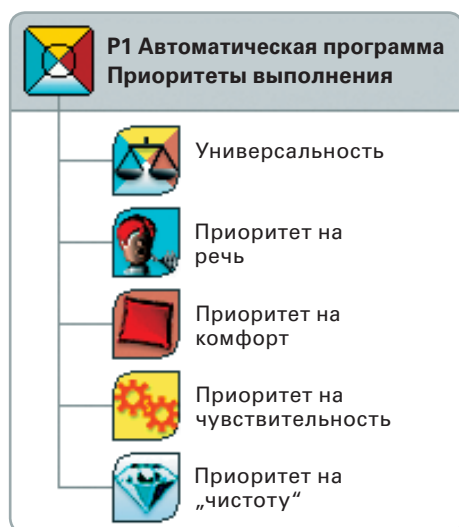 P1 Автоматическая программа
Приоритеты выполнения
Универсальность
Приоритет на
речь
Приоритет на
комфорт
Приоритет на
чувствительность
Приоритет на
„чистоту“